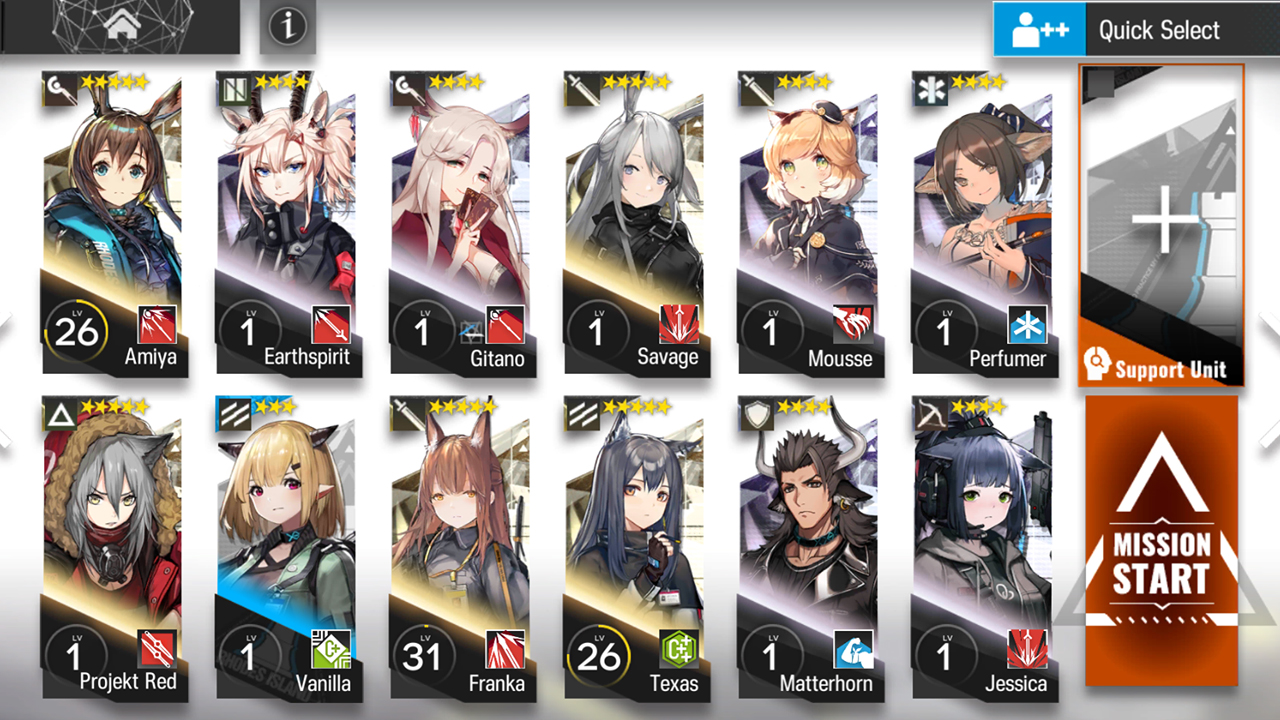 i
++ Quick Select
LV
26
Amiya
LV
1
Earthspirit
LV
1
Gitano
LV
1
Savage
LV
1
Mousse
LV
1
Perfumer
Support Unit
LV
1
Projekt Red
LV
1
Vanilla
LV
31
Franka
LV
26
Texas
LV
1
Matterhorn
LV
1
Jessica
MISSION
START